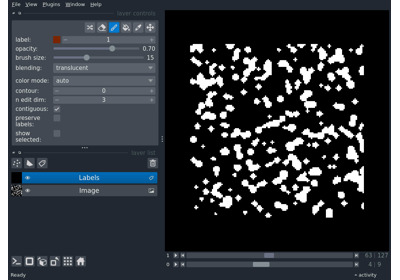 File View Plugins Window Help
layer controls
label: 1
opacity: 0.70
brush size: 15
blending: translucent
color mode: auto
contour: 0
n edit dim: 3
contiguous:
preserve
labels:
show
selected:
layer list
Labels
Image
1 63 / 127
0 4 / 9
Ready activity